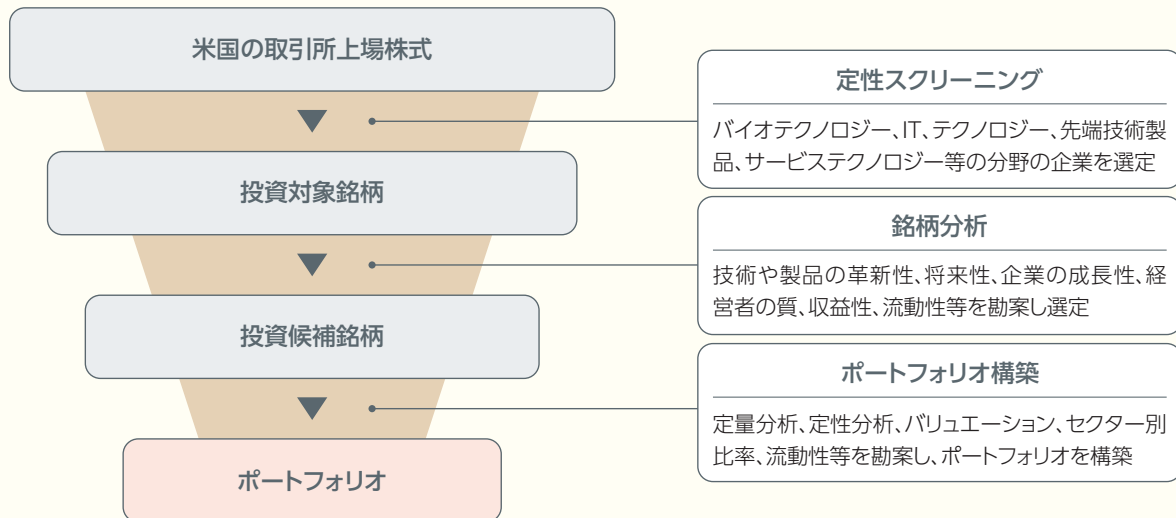 米国の取引所上場株式
定性スクリーニング
バイオテクノロジー、IT、テクノロジー、先端技術製
品、サービステクノロジー等の分野の企業を選定
投資対象銘柄
銘柄分析
技術や製品の革新性、将来性、企業の成長性、経
営者の質、収益性、流動性等を勘案し選定
投資候補銘柄
ポートフォリオ構築
定量分析、定性分析、バリュエーション、セクター別
比率、流動性等を勘案し、ポートフォリオを構築
ポートフォリオ